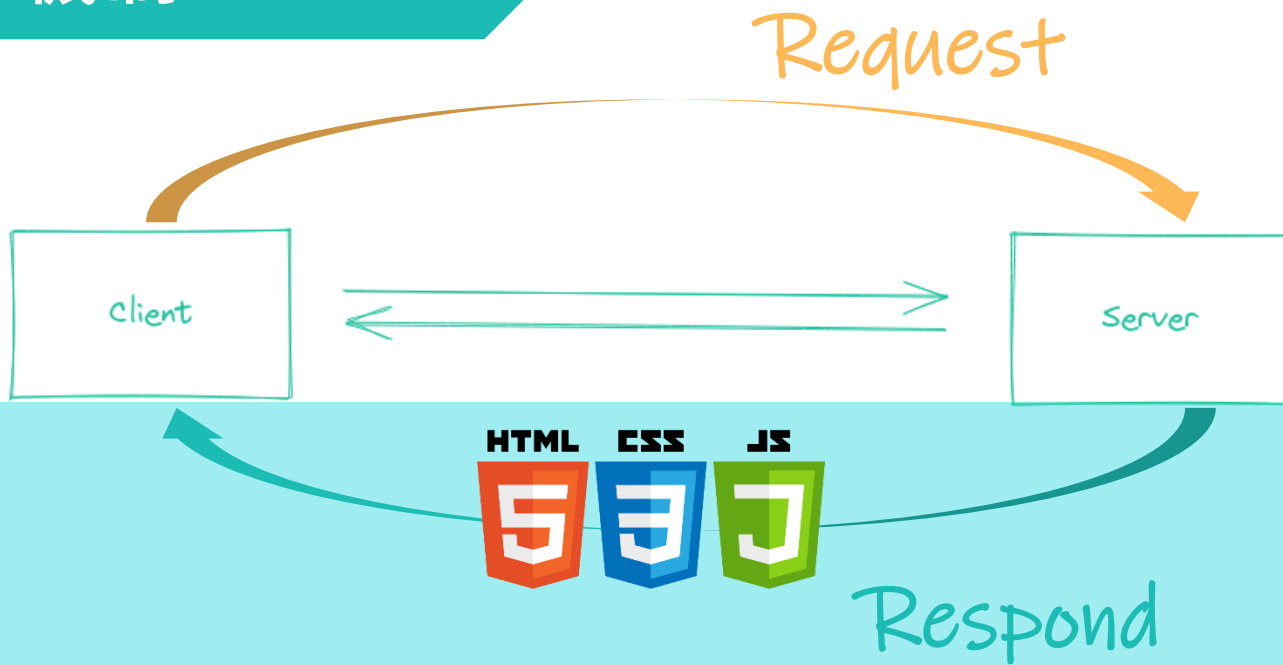 Request
Client
Server
HTML CSS JS
5 3 J
Respond